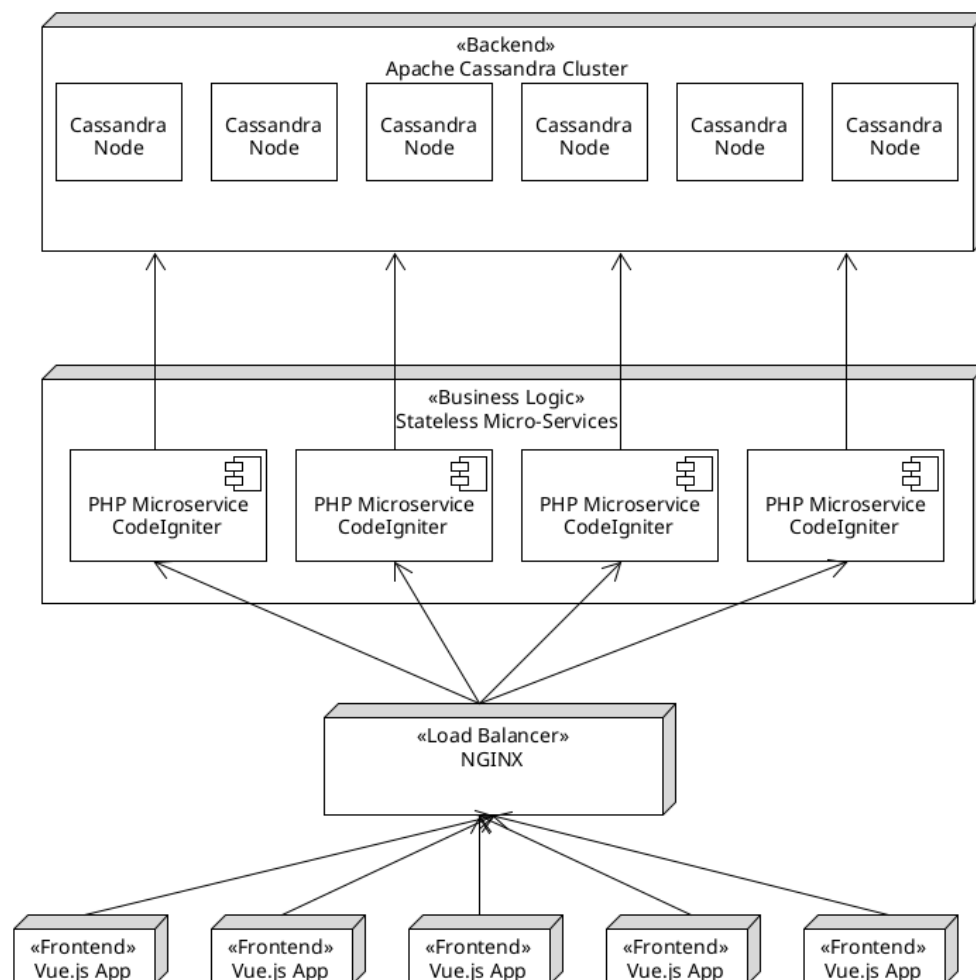 «Backend»
Apache Cassandra Cluster
Cassandra Cassandra Cassandra Cassandra Cassandra Cassandra
Node Node Node Node Node Node
«Business Logic»
Stateless Micro-Services
PHP Microservice PHP Microservice PHP Microservice PHP Microservice
CodeIgniter CodeIgniter CodeIgniter CodeIgniter
«Load Balancer»
NGINX
«Frontend» «Frontend» «Frontend» «Frontend» «Frontend»
Vue.js App Vue.js App Vue.js App Vue.js App Vue.js App